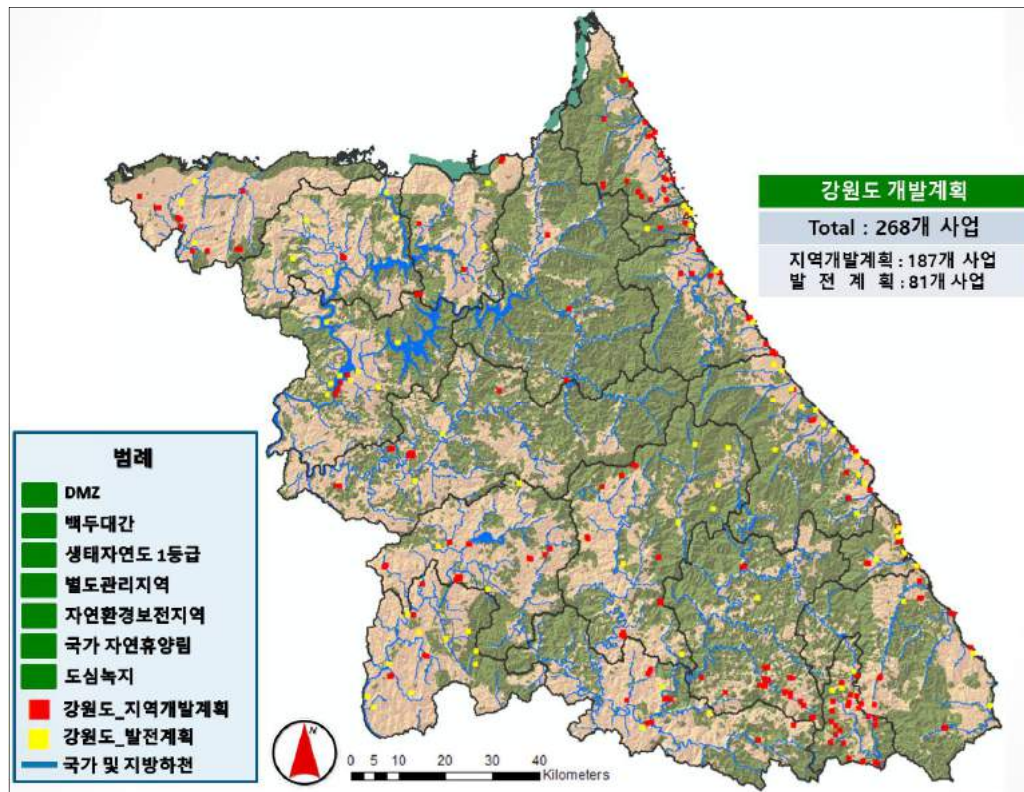 강원도 개발계획
Total : 268개 사업
지역개발계획 : 187개 사업
발 전 계 획 : 81개 사업
범례
DMZ
백두대간
생태자연도 1등급
별도관리지역
자연환경보전지역
국가 자연휴양림
도심녹지
강원도_지역개발계획
강원도_발전계획
국가 및 지방하천
N
0 5 10 20 30 40
Kilometers